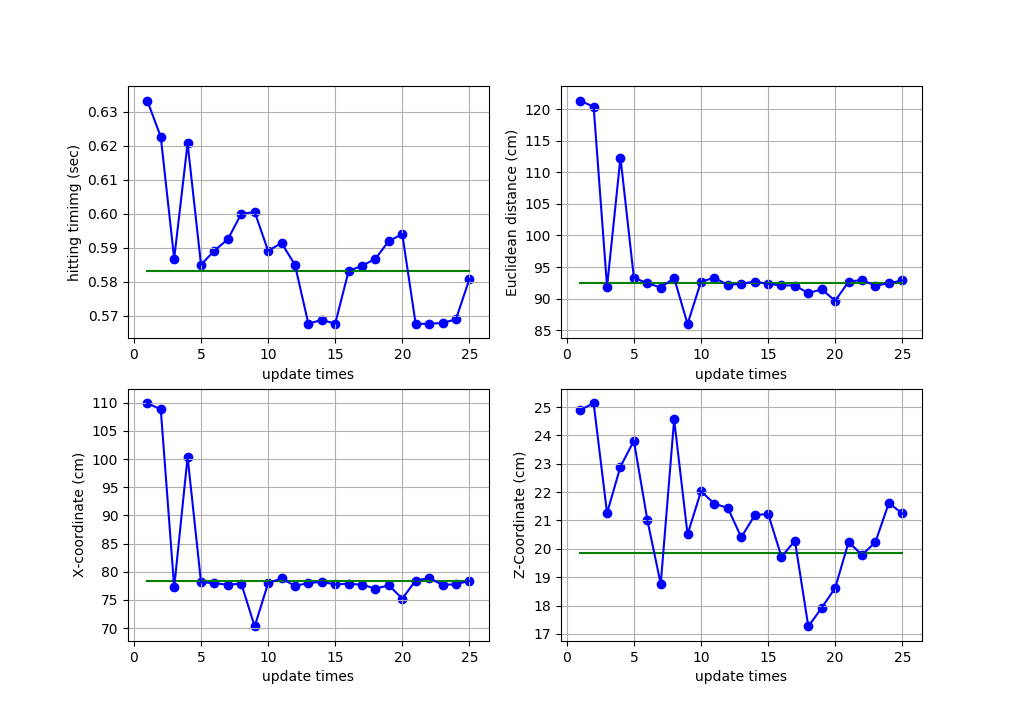 hitting timimg (sec)
0.63
0.62
0.61
0.60
0.59
0.58
0.57
0 5 10 15 20 25
update times
Euclidean distance (cm)
120
115
110
105
100
95
90
85
0 5 10 15 20 25
update times
X-coordinate (cm)
110
105
100
95
90
85
80
75
70
0 5 10 15 20 25
update times
Z-Coordinate (cm)
25
24
23
22
21
20
19
18
17
0 5 10 15 20 25
update times